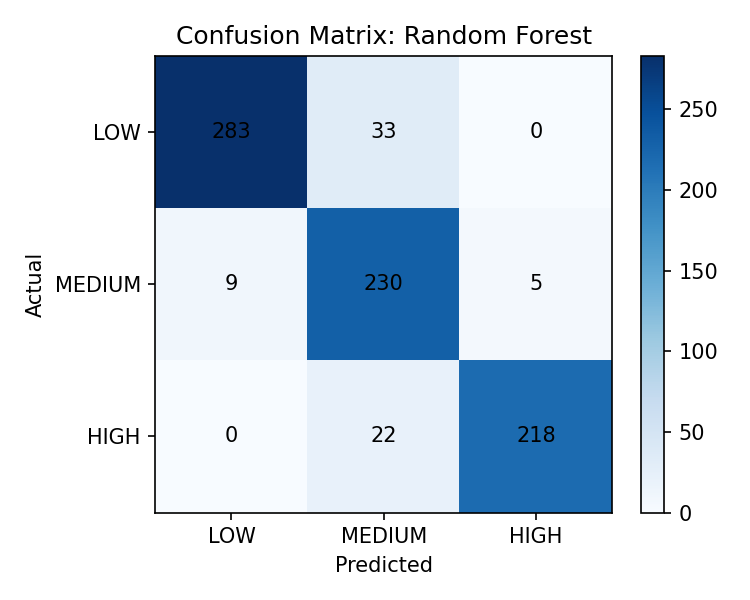 Confusion Matrix: Random Forest
LOW 283 33 0
MEDIUM 9 230 5
HIGH 0 22 218
LOW MEDIUM HIGH
Predicted
Actual
250
200
150
100
50
0